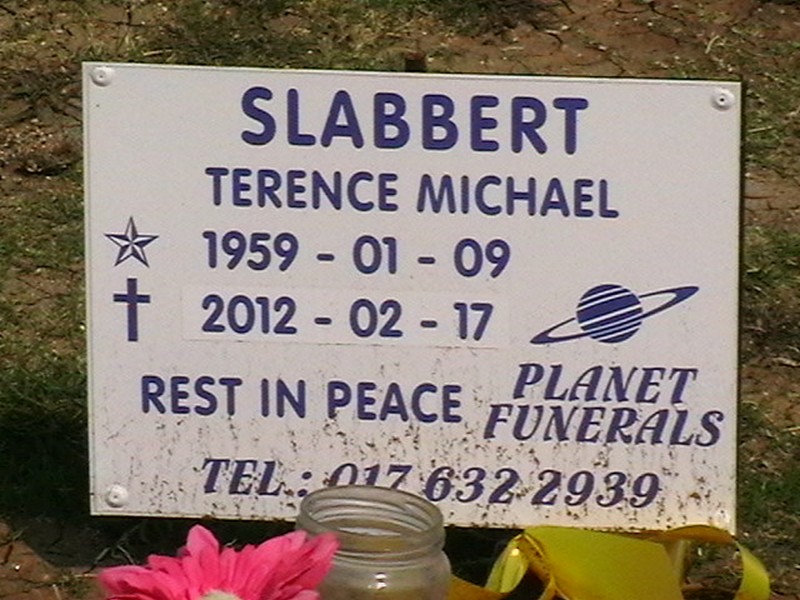 SLABBERT
TERENCE MICHAEL
1959 - 01 - 09
2012 - 02 - 17
REST IN PEACE
PLANET
FUNERALS
TEL : 017 632 2939